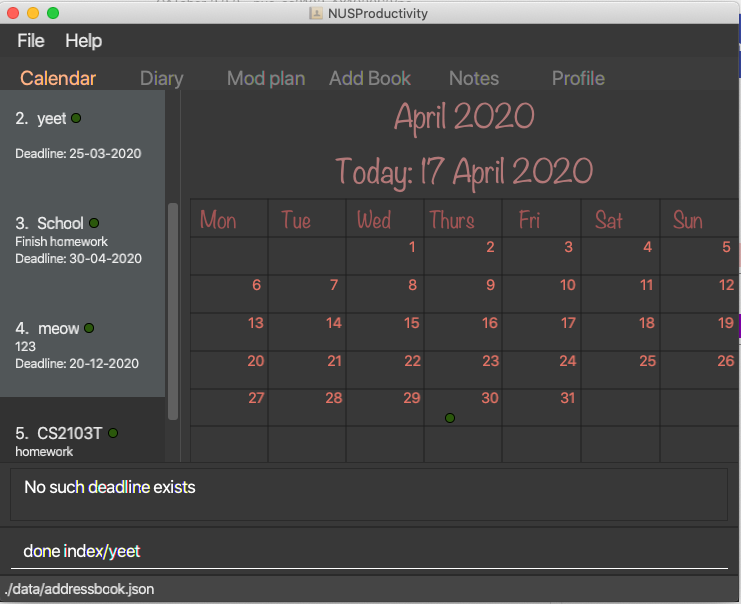 NUSProductivity
File Help
Calendar Diary Mod plan Add Book Notes Profile
2. yeet
Deadline: 25-03-2020
3. School
Finish homework
Deadline: 30-04-2020
4. meow
123
Deadline: 20-12-2020
5. CS2103T
homework
April 2020
Today: 17 April 2020
Mon Tue Wed Thurs Fri Sat Sun
1 2 3 4 5
6 7 8 9 10 11 12
13 14 15 16 17 18 19
20 21 22 23 24 25 26
27 28 29 30 31
No such deadline exists
done index/yeet
./data/addressbook.json